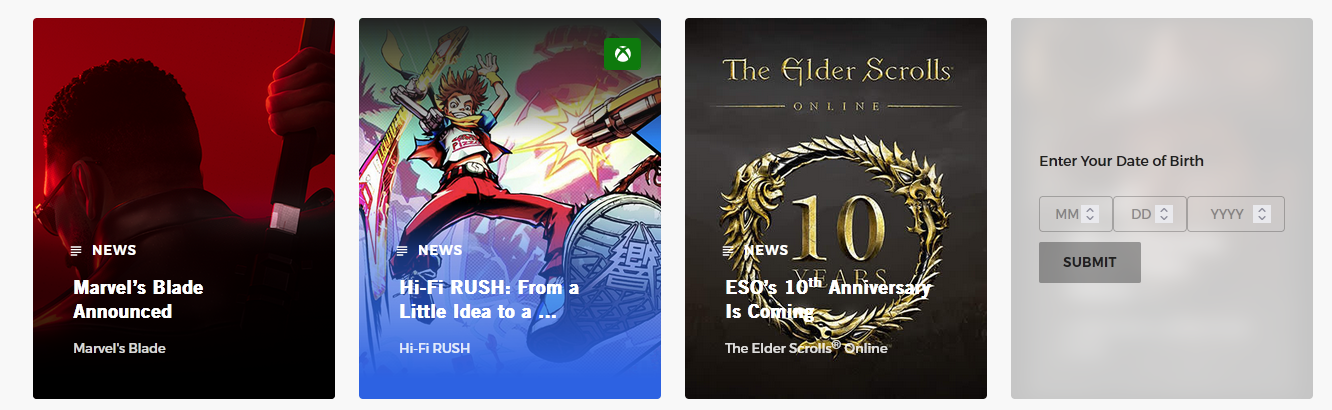 NEWS
Marvel's Blade
Announced
Marvel's Blade
NEWS
Hi-Fi RUSH: From a
Little Idea to a ...
Hi-Fi RUSH
The Elder Scrolls
ONLINE
10
YEARS
NEWS
ESO's 10th Anniversary
Is Coming
The Elder Scrolls® Online
Enter Your Date of Birth
MM DD YYYY
SUBMIT